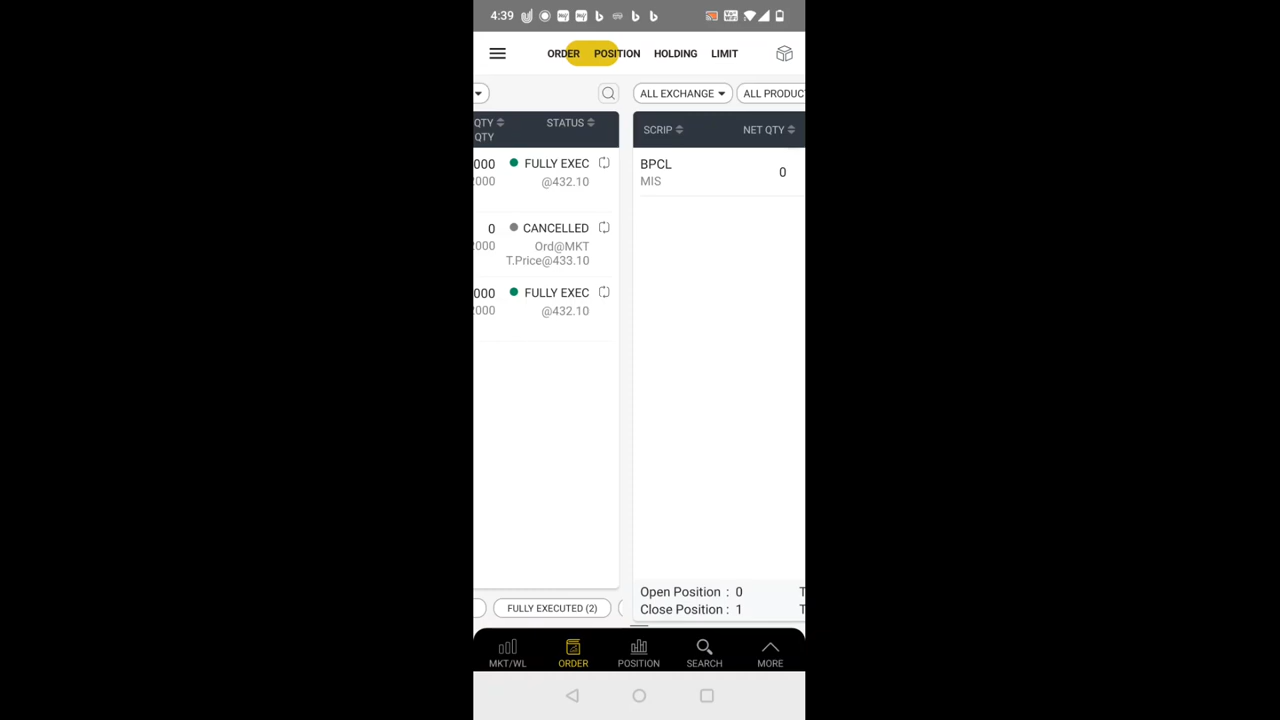 4:39
ORDER POSITION HOLDING LIMIT
ALL EXCHANGE
ALL PRODUC
QTY
QTY
STATUS
000 FULLY EXEC
2000 @432.10
0 CANCELLED
2000 Ord@MKT
T.Price@433.10
000 FULLY EXEC
2000 @432.10
FULLY EXECUTED (2)
SCRIP NET QTY
BPCL 0
MIS
Open Position : 0 T
Close Position : 1 T
MKT/WL ORDER POSITION SEARCH MORE